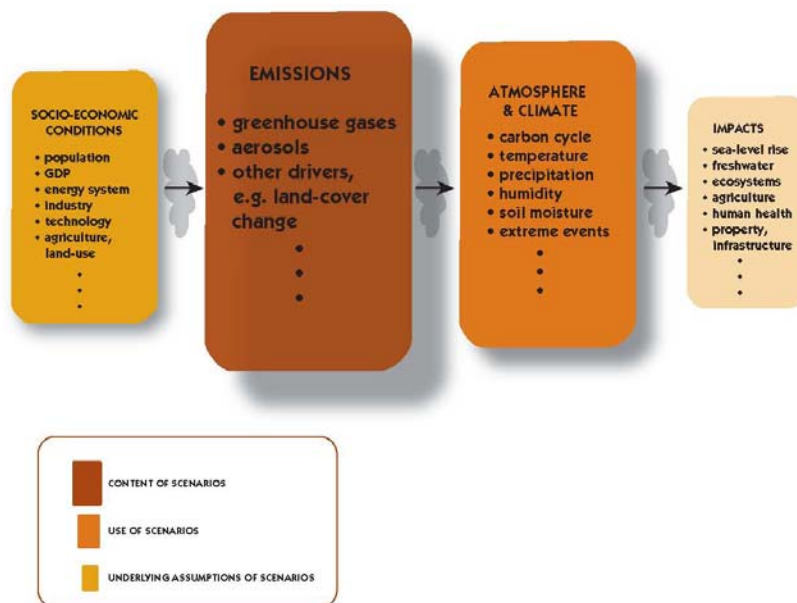 SOCIO-ECONOMIC
CONDITIONS
• population
• GDP
• energy system
• industry
• technology
• agriculture,
land-use
EMISSIONS
• greenhouse gases
• aerosols
• other drivers,
e.g. land-cover
change
ATMOSPHERE
& CLIMATE
• carbon cycle
• temperature
• precipitation
• humidity
• soil moisture
• extreme events
IMPACTS
• sea-level rise
• freshwater
• ecosystems
• agriculture
• human health
• property,
infrastructure
CONTENT OF SCENARIOS
USE OF SCENARIOS
UNDERLYING ASSUMPTIONS OF SCENARIOS